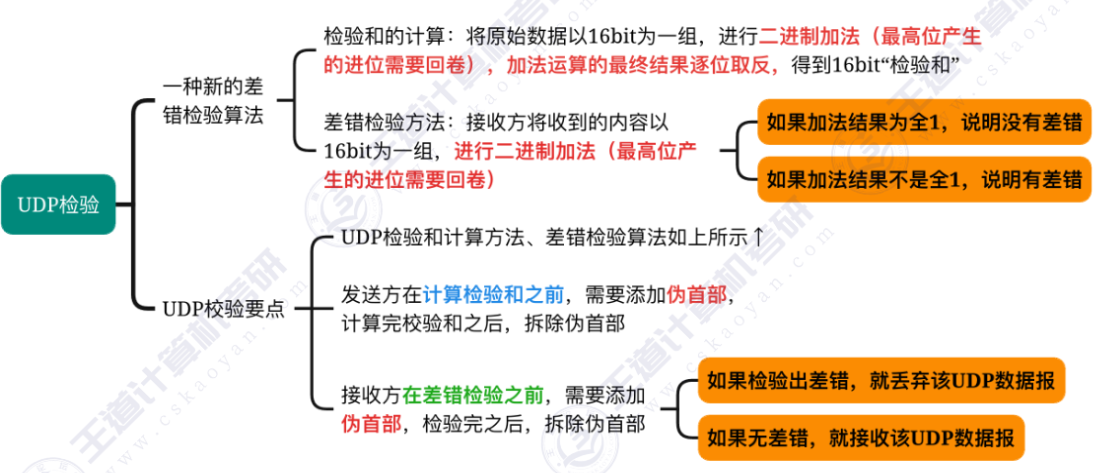 检验和的计算：将原始数据以16bit为一组，进行二进制加法（最高位产生
的进位需要回卷），加法运算的最终结果逐位取反，得到16bit“检验和”
一种新的差
错检验算法
差错检验方法：接收方将收到的内容以
16bit为一组，进行二进制加法（最高位产
生的进位需要回卷）
如果加法结果为全1，说明没有差错
如果加法结果不是全1，说明有差错
UDP检验
UDP检验和计算方法、差错检验算法如上所示↑
UDP校验要点
发送方在计算检验和之前，需要添加伪首部，
计算完校验和之后，拆除伪首部
接收方在差错检验之前，需要添加
伪首部，检验完之后，拆除伪首部
如果检验出差错，就丢弃该UDP数据报
如果无差错，就接收该UDP数据报
王道计算机考研
www.cskaoyan.com